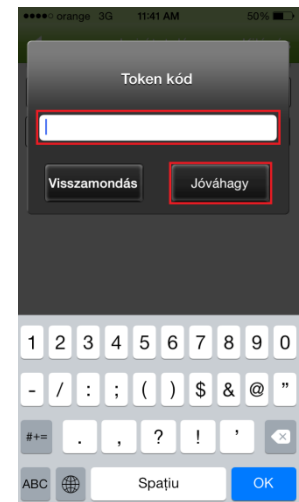 orange 3G 11:41 AM 50%
Token kód
Visszamondás Jóváhagy
1 2 3 4 5 6 7 8 9 0
- / : ; ( ) $ & @ "
#+= . , ? ! '
ABC Spațiu OK